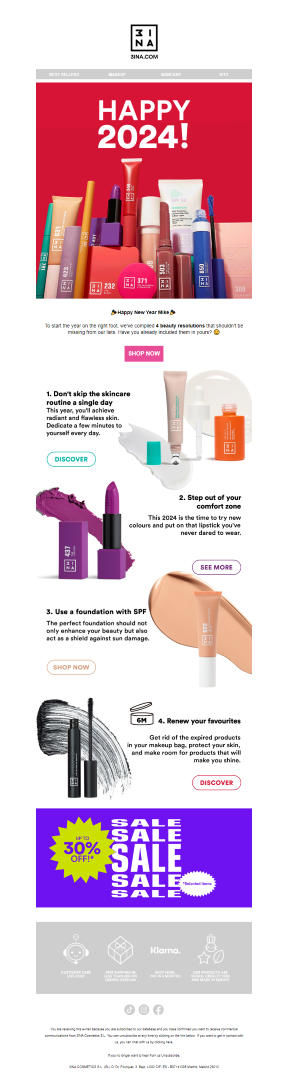 3INA
3INA.COM
BEST SELLERS MAKEUP SKINCARE KITS
HAPPY
2024!
Happy New Year Mike
To start the year on the right foot, we've compiled 4 beauty resolutions that shouldn't be
missing from our lists. Have you already included them in yours?
SHOP NOW
1. Don't skip the skincare
routine a single day
This year, you'll achieve
radiant and flawless skin.
Dedicate a few minutes to
yourself every day.
DISCOVER
2. Step out of your
comfort zone
This 2024 is the time to try new
colours and put on that lipstick you've
never dared to wear.
SEE MORE
3. Use a foundation with SPF
The perfect foundation should not
only enhance your beauty but also
act as a shield against sun damage.
SHOP NOW
6M
4. Renew your favourites
Get rid of the expired products
in your makeup bag, protect your skin,
and make room for products that will
make you shine.
DISCOVER
UP TO
30%
OFF!*
SALE
SALE
SALE
SALE
SALE
*Selected items
Klarna.
You are receiving this email because you are subscribed to our database and you have confirmed you want to receive commercial
communications from 3INA Cosmetics S.L. You can unsubscribe at any time by clicking on the link below. If you want to get in contact with
us, you can chat with us by clicking here.
If you no longer want to hear from us Unsubscribe.